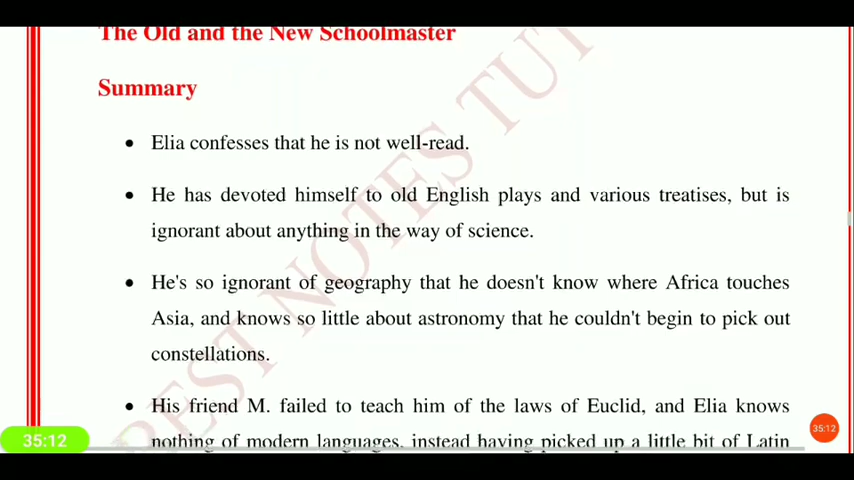 The Old and the New Schoolmaster
Summary
• Elia confesses that he is not well-read.
• He has devoted himself to old English plays and various treatises, but is
ignorant about anything in the way of science.
• He's so ignorant of geography that he doesn't know where Africa touches
Asia, and knows so little about astronomy that he couldn't begin to pick out
constellations.
• His friend M. failed to teach him of the laws of Euclid, and Elia knows
nothing of modern languages, instead having picked up a little bit of Latin
BEST NOTES TUT
35:12
35:12